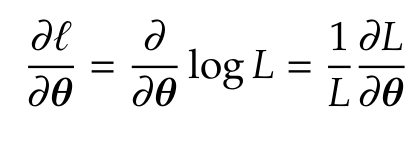 ∂ℓ/∂𝜽 = ∂/∂𝜽 log L = 1/L ∂L/∂𝜽